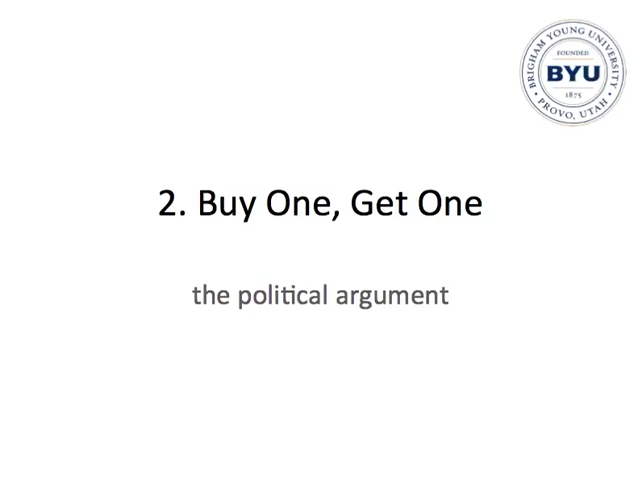 BRIGHAM YOUNG UNIVERSITY
FOUNDED
BYU
1875
PROVO, UTAH
2. Buy One, Get One
the political argument